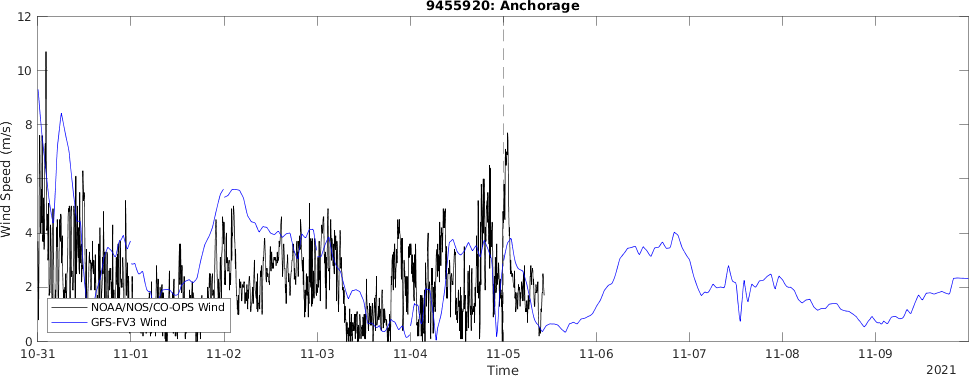 9455920: Anchorage
12
10
8
6
4
2
0
Wind Speed (m/s)
NOAA/NOS/CO-OPS Wind
GFS-FV3 Wind
10-31 11-01 11-02 11-03 11-04 11-05 11-06 11-07 11-08 11-09
Time
2021